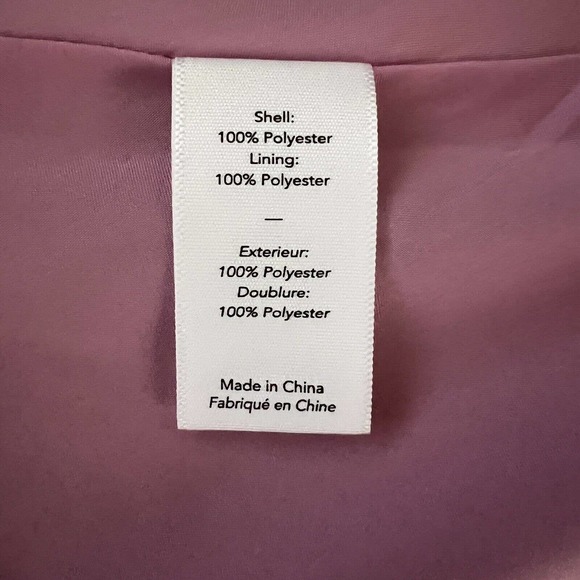 Shell:
100% Polyester
Lining:
100% Polyester
—
Exterieur:
100% Polyester
Doublure:
100% Polyester
Made in China
Fabriqué en Chine